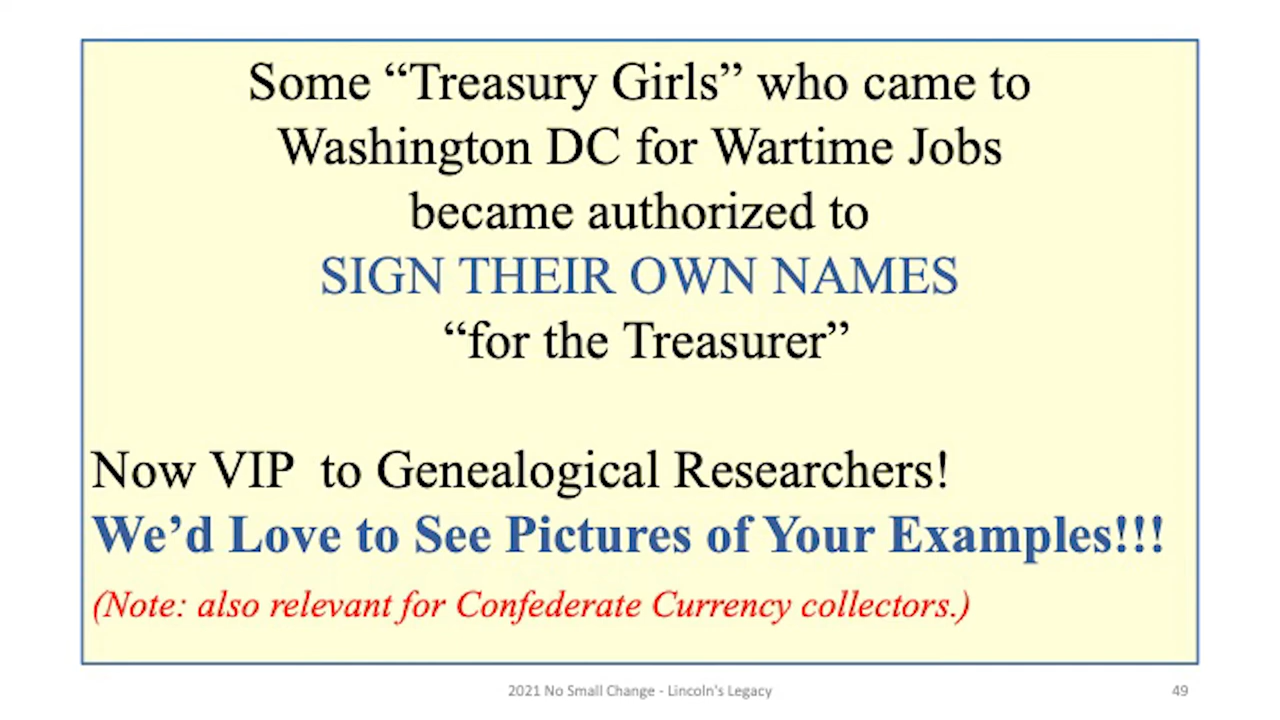 Some “Treasury Girls” who came to
Washington DC for Wartime Jobs
became authorized to
SIGN THEIR OWN NAMES
“for the Treasurer”
Now VIP  to Genealogical Researchers!
We’d Love to See Pictures of Your Examples!!!
(Note: also relevant for Confederate Currency collectors.)
2021 No Small Change - Lincoln's Legacy
49